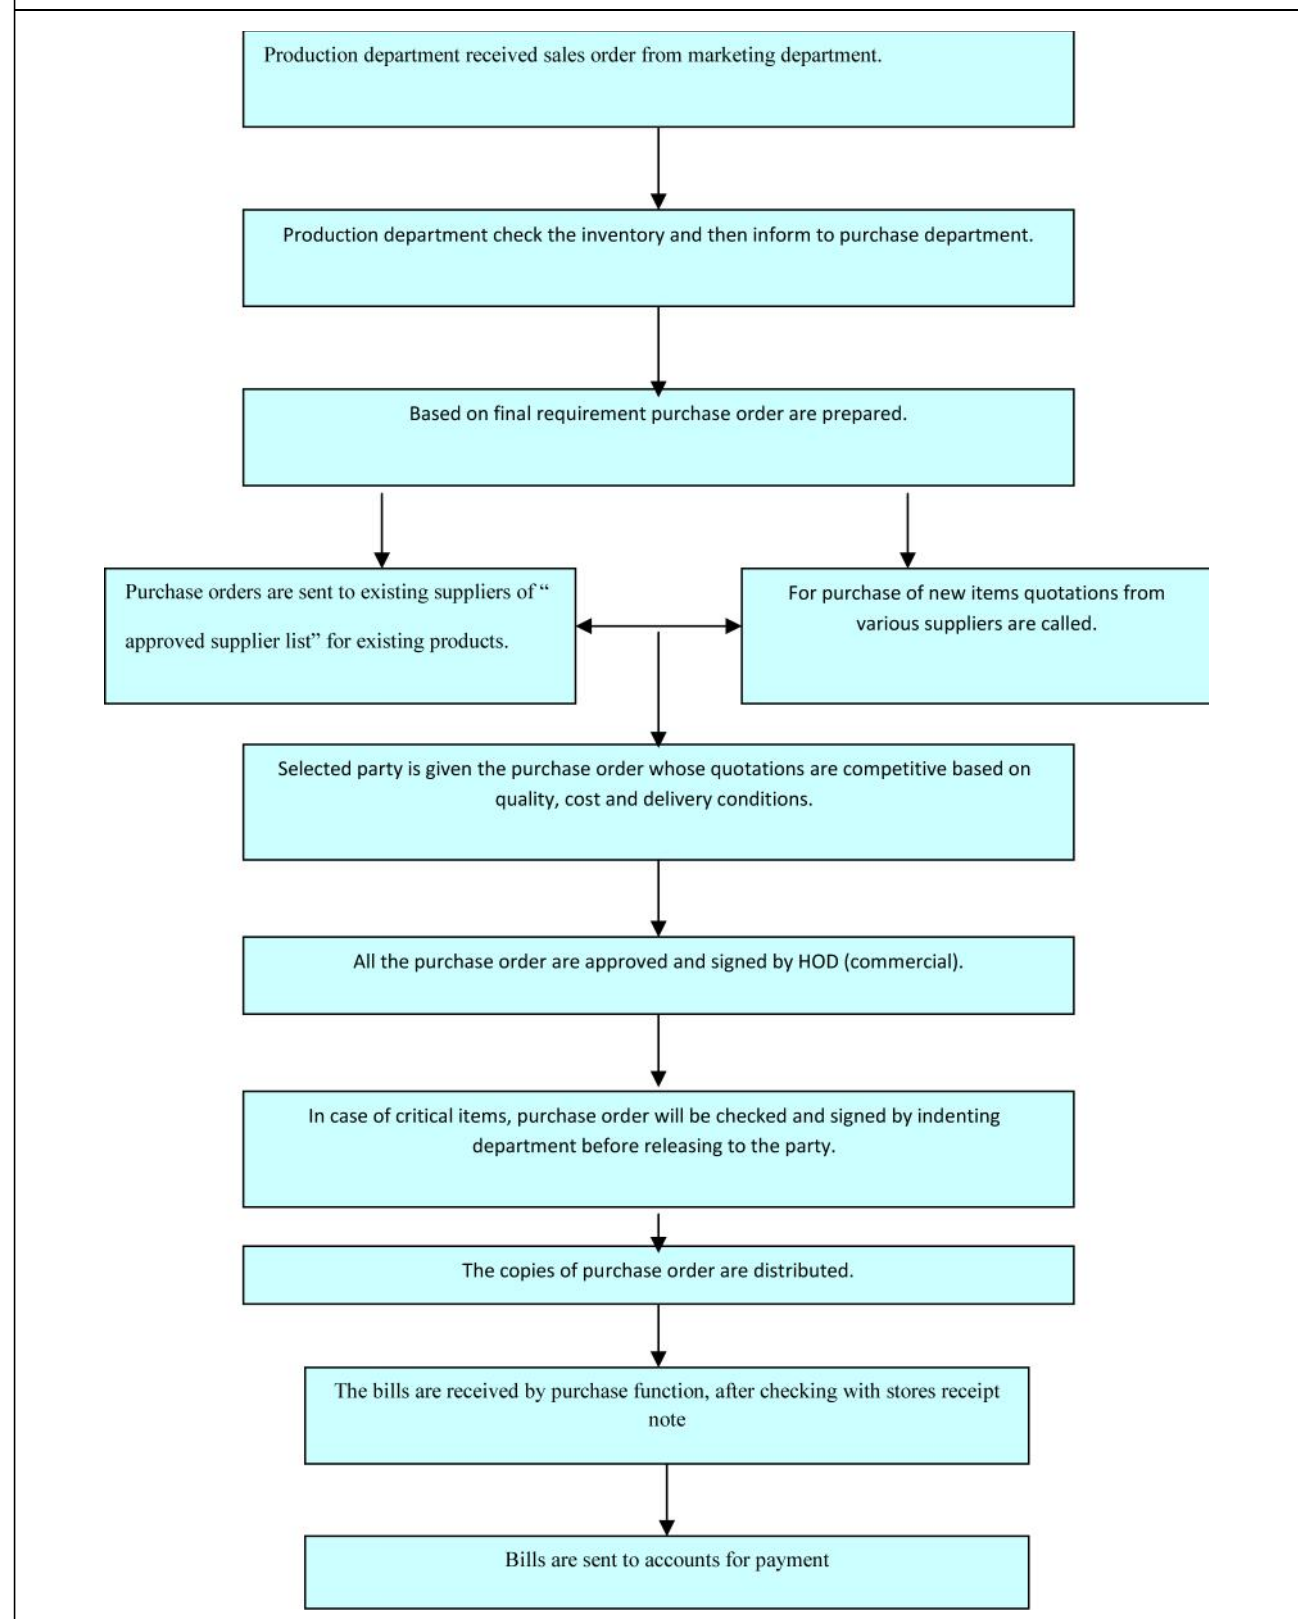 Production department received sales order from marketing department.
Production department check the inventory and then inform to purchase department.
Based on final requirement purchase order are prepared.
Purchase orders are sent to existing suppliers of “
approved supplier list” for existing products.
For purchase of new items quotations from
various suppliers are called.
Selected party is given the purchase order whose quotations are competitive based on
quality, cost and delivery conditions.
All the purchase order are approved and signed by HOD (commercial).
In case of critical items, purchase order will be checked and signed by indenting
department before releasing to the party.
The copies of purchase order are distributed.
The bills are received by purchase function, after checking with stores receipt
note
Bills are sent to accounts for payment